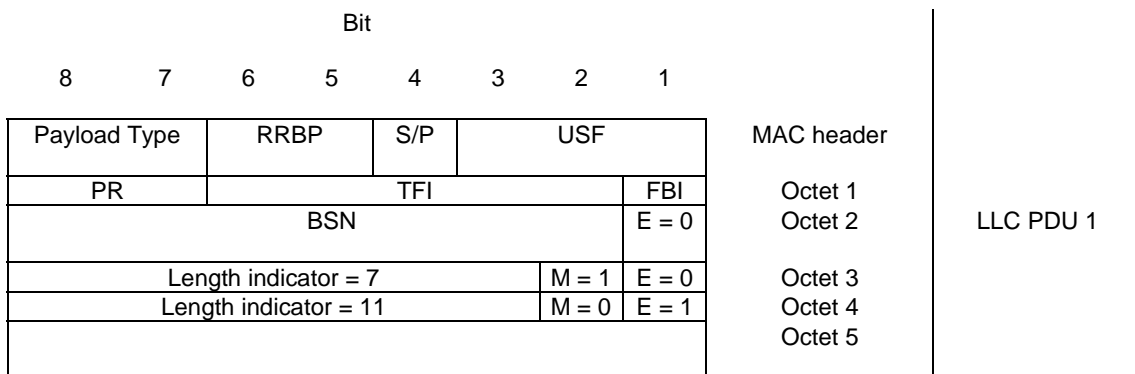 Bit
8 7 6 5 4 3 2 1
Payload Type RRBP S/P USF MAC header
PR TFI FBI Octet 1
BSN E = 0 Octet 2 LLC PDU 1
Length indicator = 7 M = 1 E = 0 Octet 3
Length indicator = 11 M = 0 E = 1 Octet 4
Octet 5